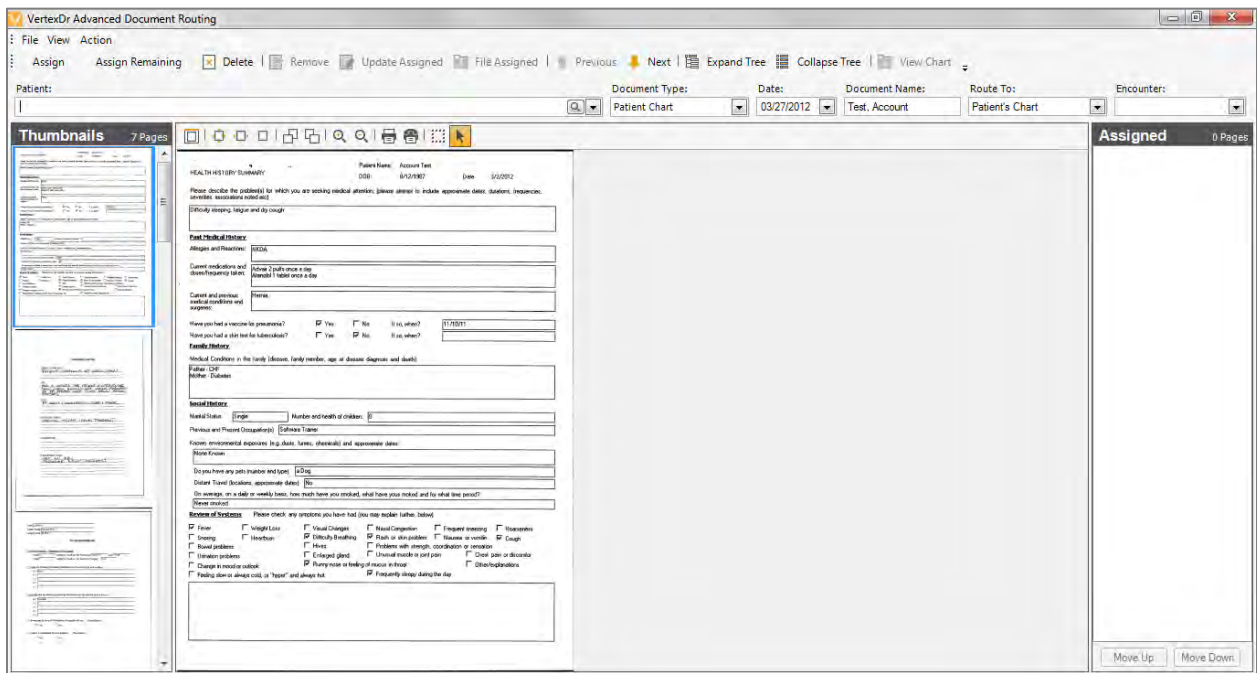 VertexDr Advanced Document Routing
File View Action
Assign Assign Remaining Delete Remove Update Assigned File Assigned Previous Next Expand Tree Collapse Tree View Chart
Patient: Document Type: Date: Document Name: Route To: Encounter:
Patient Chart 03/27/2012 Test, Account Patient's Chart
Thumbnails 7 Pages
Assigned 0 Pages
Patient Name: Account Test
HEALTH HISTORY SUMMARY
DOB: Date 3/2/2012
Please describe the problem(s) for which you are seeking medical attention; (please attempt to include approximate dates, durations, frequencies,
severities, associations noted etc)
Difficulty sleeping, fatigue and dry cough
Past Medical History
Allergies and Reactions: NKDA
Current medications and
doses/frequency taken:
Advair 2 puffs once a day
1 tablet once a day
Current and previous
medical conditions and
surgeries:
Hernia
Have you had a vaccine for pneumonia? Yes No If so, when? 11/10/11
Have you had a skin test for tuberculosis? Yes No If so, when?
Family History
Medical Conditions in the family (disease, family member, age at disease diagnosis and death)
Father - CHF
Mother - Diabetes
Social History
Marital Status Single Number and health of children: 0
Previous and Present Occupation(s) Software Trainer
Known environmental exposures (e.g. dusts, fumes, chemicals) and approximate dates
None Known
Do you have any pets (number and type) a Dog
Distant Travel (locations, approximate dates) No
On average, on a daily or weekly basis, how much have you smoked, what have your moked and for what time period?
Never smoked
Review of Systems Please check any symptoms you have had (you may explain further, below)
Fever Weight Loss Visual Changes Nasal Congestion Frequent sneezing Hoarseness
Snoring Heartburn Difficulty Breathing Rash or skin problem Nausea or vomitin Cough
Bowel problems Hives Problems with strength, coordination or sensation
Urination problems Enlarged gland Unusual muscle or joint pain Chest pain or discomfor
Change in mood or outlook Runny nose or feeling of mucus in throat Other/explanations
Feeling slow or always cold, or "hyper" and always hot Frequently sleepy during the day
Move Up Move Down